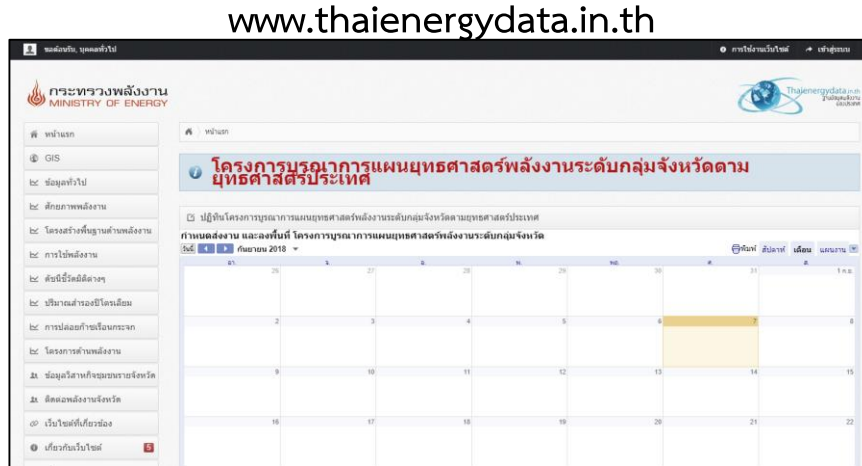 www.thaienergydata.in.th
ขอต้อนรับ, บุคคลทั่วไป
การใช้งานเว็บไซต์
เข้าสู่ระบบ
กระทรวงพลังงาน
MINISTRY OF ENERGY
Thaienergydata.in.th
หน้าแรก
หน้าแรก
GIS
โครงการบูรณาการแผนยุทธศาสตร์พลังงานระดับกลุ่มจังหวัดตาม
ยุทธศาสตร์ประเทศ
ข้อมูลทั่วไป
ศักยภาพพลังงาน
โครงสร้างพื้นฐานด้านพลังงาน
การใช้พลังงาน
ดัชนีชี้วัดมิติต่างๆ
ปริมาณสำรองปิโตรเลียม
การปล่อยก๊าซเรือนกระจก
โครงการด้านพลังงาน
ข้อมูลวิสาหกิจชุมชนรายจังหวัด
ติดต่อพลังงานจังหวัด
เว็บไซต์ที่เกี่ยวข้อง
เกี่ยวกับเว็บไซต์ 5
ปฏิทินโครงการบูรณาการแผนยุทธศาสตร์พลังงานระดับกลุ่มจังหวัดตามยุทธศาสตร์ประเทศ
กำหนดส่งงาน และลงพื้นที่ โครงการบูรณาการแผนยุทธศาสตร์พลังงานระดับกลุ่มจังหวัด
วันนี้ กันยายน 2018 พิมพ์ สัปดาห์ เดือน แผนงาน
อา. จ. อ. พ. พฤ. ศ. ส.
26 27 28 29 30 31 1 ก.ย.
2 3 4 5 6 7 8
9 10 11 12 13 14 15
16 17 18 19 20 21 22